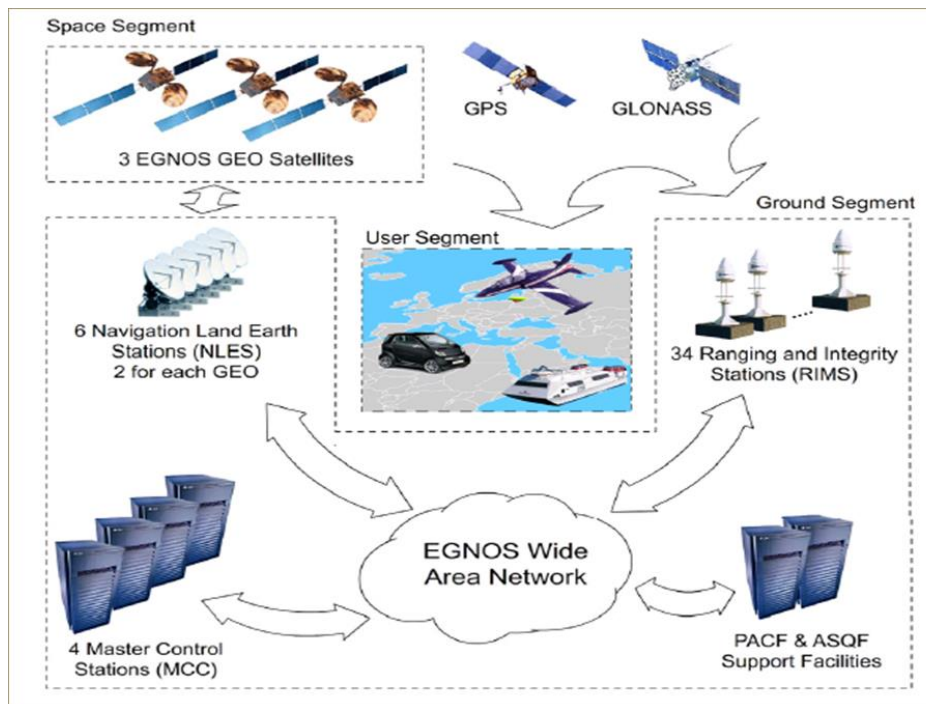 Space Segment
3 EGNOS GEO Satellites
GPS
GLONASS
Ground Segment
User Segment
6 Navigation Land Earth
Stations (NLES)
2 for each GEO
34 Ranging and Integrity
Stations (RIMS)
EGNOS Wide
Area Network
4 Master Control
Stations (MCC)
PACF & ASQF
Support Facilities